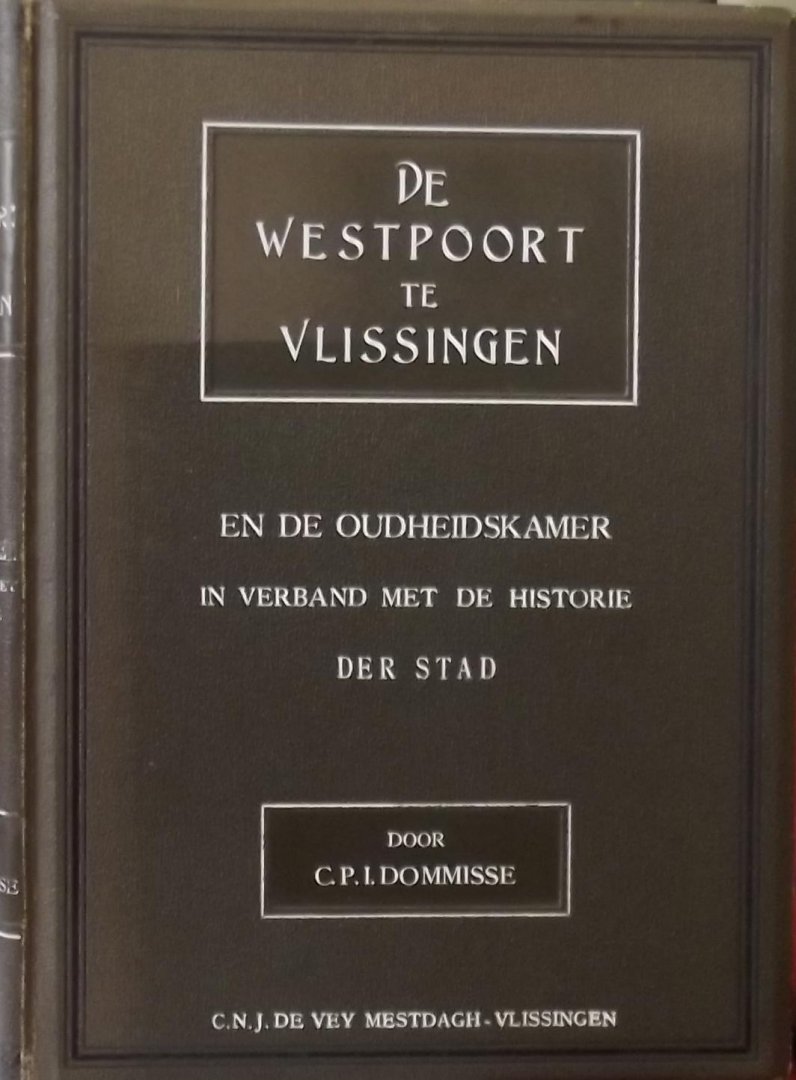 DE
WESTPOORT
TE
VLISSINGEN
EN DE OUDHEIDSKAMER
IN VERBAND MET DE HISTORIE
DER STAD
DOOR
C.P.I. DOMMISSE
C.N.J. DE VEY MESTDAGH-VLISSINGEN